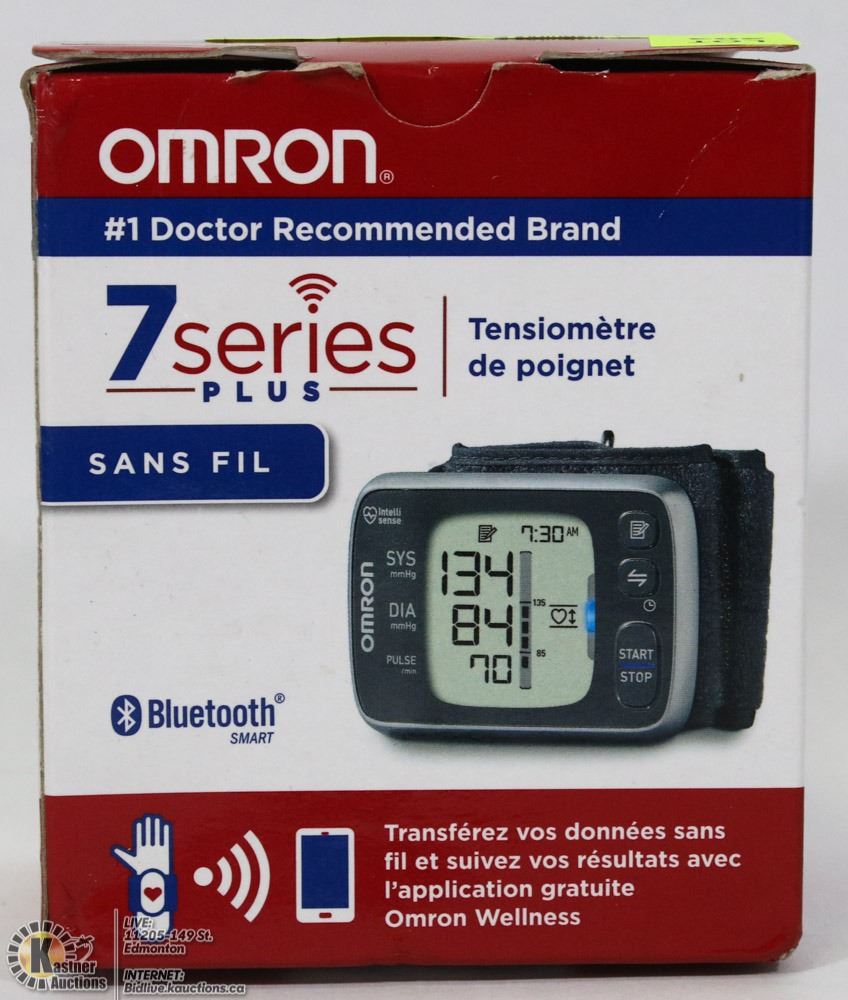 OMRON®
#1 Doctor Recommended Brand
7 series
PLUS
Tensiomètre
de poignet
SANS FIL
Intelli
sense
7:30 AM
SYS
mmHg
134
135
DIA
mmHg
84
85
PULSE
/min
70
OMRON
START
STOP
Bluetooth®
SMART
Transférez vos données sans
fil et suivez vos résultats avec
l'application gratuite
Omron Wellness
Kastner
Auctions
LIVE:
11205-149 St.
Edmonton
INTERNET:
Bidlive.kauctions.ca